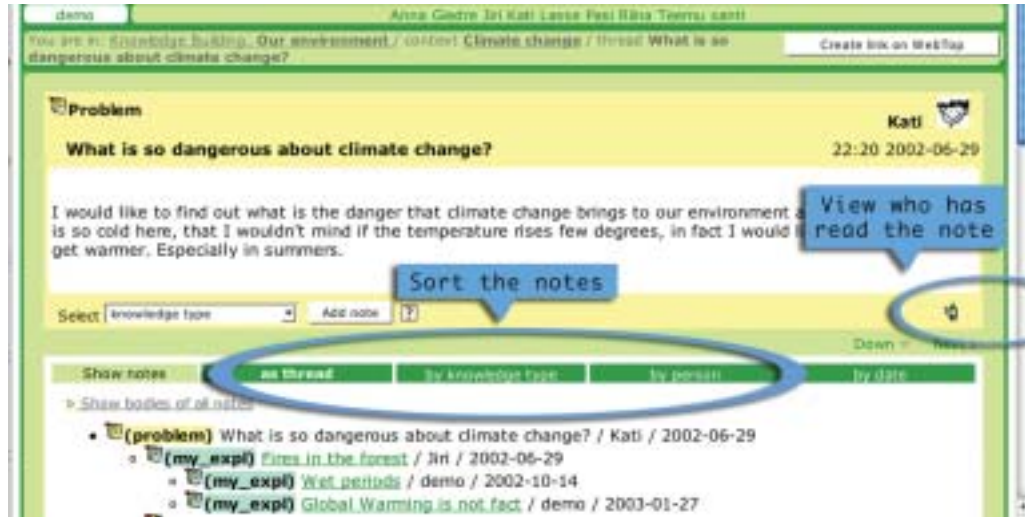 demo
Anna Giedre Jiri Kati Lasse Pasi Riina Teemu santi
You are in: Knowledge Building, Our environment / context Climate change / thread What is so
dangerous about climate change?
Create link on WebTop
Problem
Kati
What is so dangerous about climate change?
22:20 2002-06-29
I would like to find out what is the danger that climate change brings to our environment a
is so cold here, that I wouldn't mind if the temperature rises few degrees, in fact I would
get warmer. Especially in summers.
View who has
read the note
Sort the notes
Select knowledge type Add note ?
Down
Show notes as thread by knowledge type by person by date
Show bodies of all notes
(problem) What is so dangerous about climate change? / Kati / 2002-06-29
(my_expl) Fires in the forest / Jiri / 2002-06-29
(my_expl) Wet periods / demo / 2002-10-14
(my_expl) Global Warming is not fact / demo / 2003-01-27